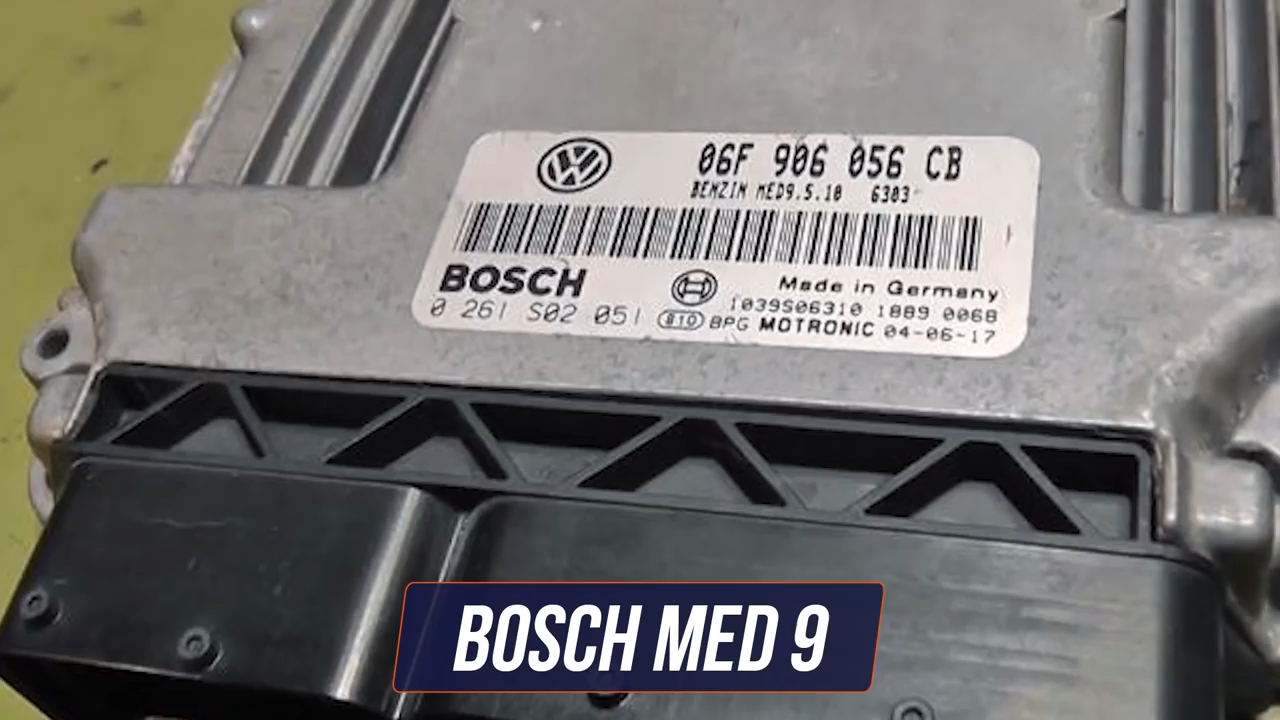 06F 906 056 CB
BENZIN MED9.5.10 6303
BOSCH
Made in Germany
0 261 S02 051
1039S06310 1889 0068
810 BPG MOTRONIC 04-06-17
BOSCH MED 9